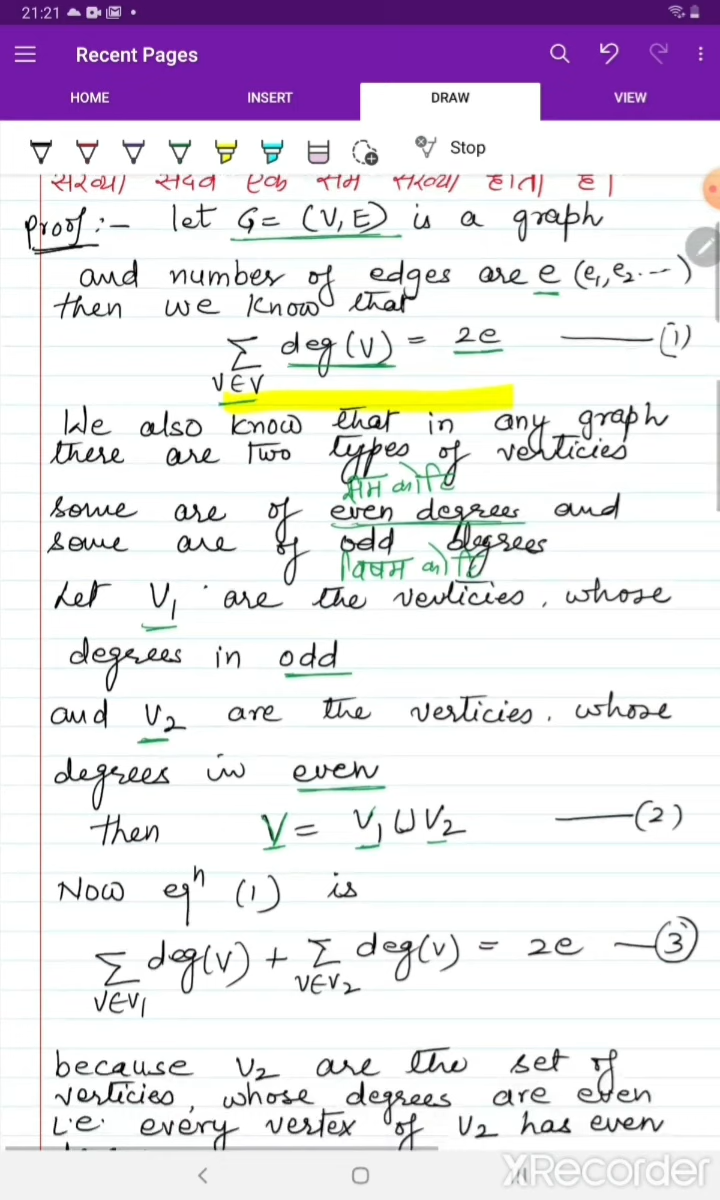 21:21
Recent Pages
HOME INSERT DRAW VIEW
Stop
संख्या सदैव एक सम संख्या होती है।
Proof:- let G= (V, E) is a graph
and number of edges are e (e1, e2 ...)
then we know that
∑ deg(V) = 2e —(1)
V∈V
We also know that in any graph
there are two types of verticies
सम कोटि
some are of even degrees and
some are of odd degrees
विषम कोटि
Let V1 are the verticies, whose
degrees in odd
and V2 are the verticies, whose
degrees in even
then V = V1 ∪ V2 —(2)
Now eqn (1) is
∑ deg(V) + ∑ deg(v) = 2e —(3)
V∈V1 V∈V2
because V2 are the set of
verticies, whose degrees are even
i.e. every vertex of V2 has even
XRecorder